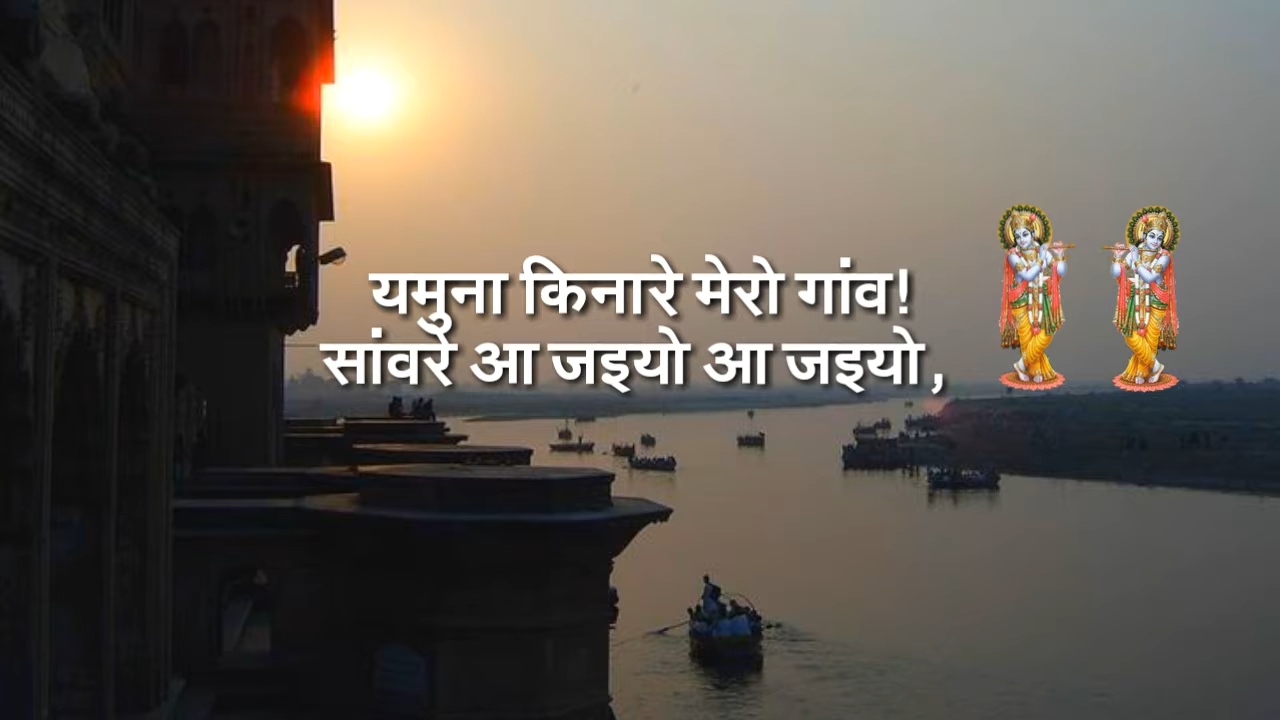 यमुना किनारे मेरो गांव!
सांवरे आ जइयो आ जइयो,